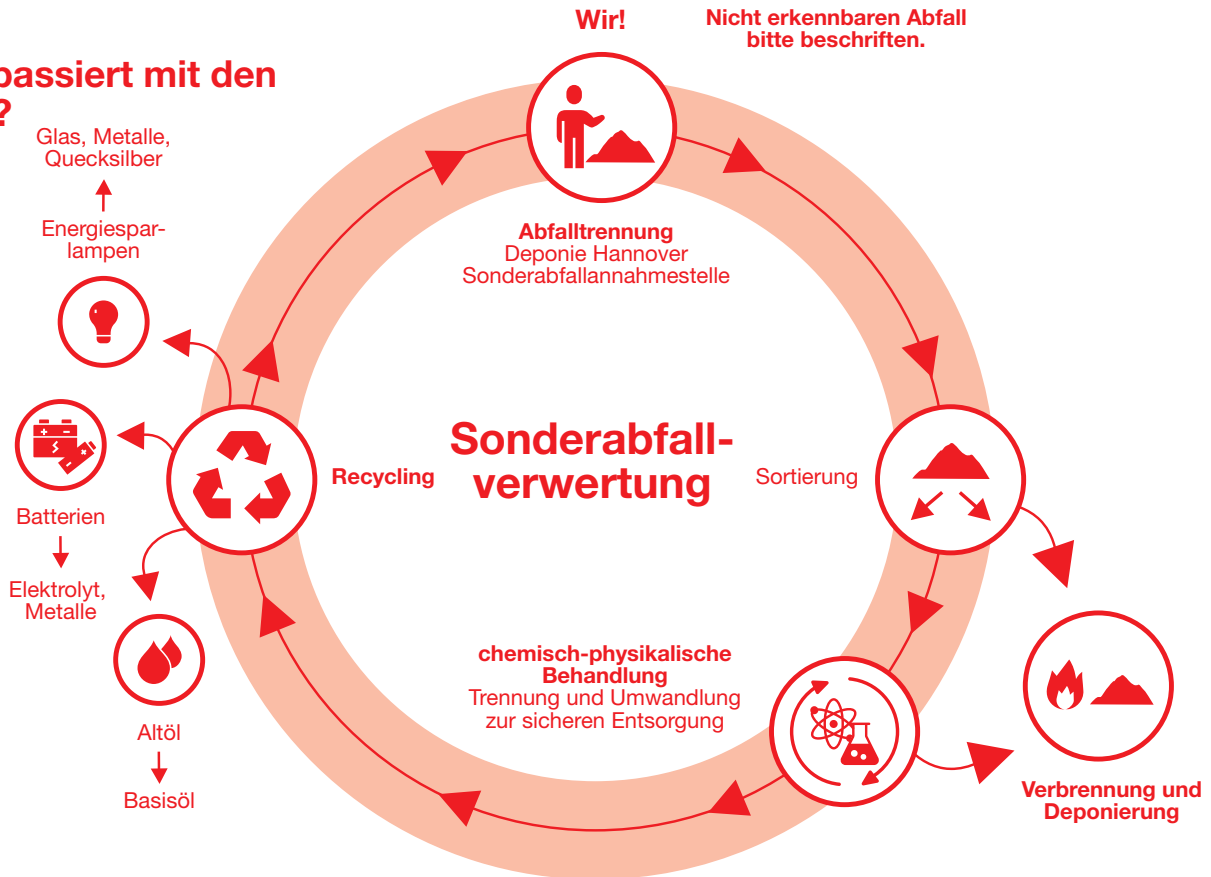 passiert mit den
?
Wir!
Nicht erkennbaren Abfall
bitte beschriften.
Glas, Metalle,
Quecksilber
Energiespar-
lampen
Abfalltrennung
Deponie Hannover
Sonderabfallannahmestelle
Sonderabfall-
verwertung
Recycling
Sortierung
Batterien
Elektrolyt,
Metalle
chemisch-physikalische
Behandlung
Trennung und Umwandlung
zur sicheren Entsorgung
Altöl
Basisöl
Verbrennung und
Deponierung